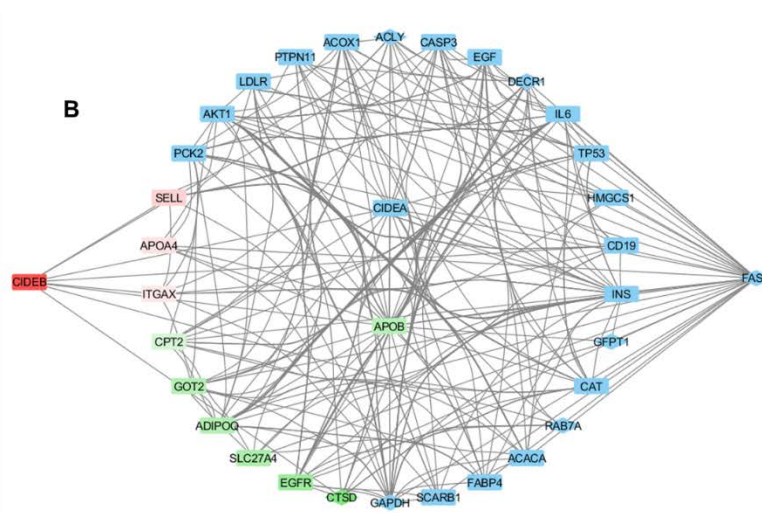 B
ACLY
ACOX1
CASP3
PTPN11
EGF
LDLR
DECR1
AKT1
IL6
PCK2
TP53
SELL
CIDEA
HMGCS1
APOA4
CD19
CIDEB
FAS
ITGAX
INS
APOB
CPT2
GFPT1
GOT2
CAT
ADIPOQ
RAB7A
SLC27A4
ACACA
EGFR
FABP4
CTSD
GAPDH
SCARB1